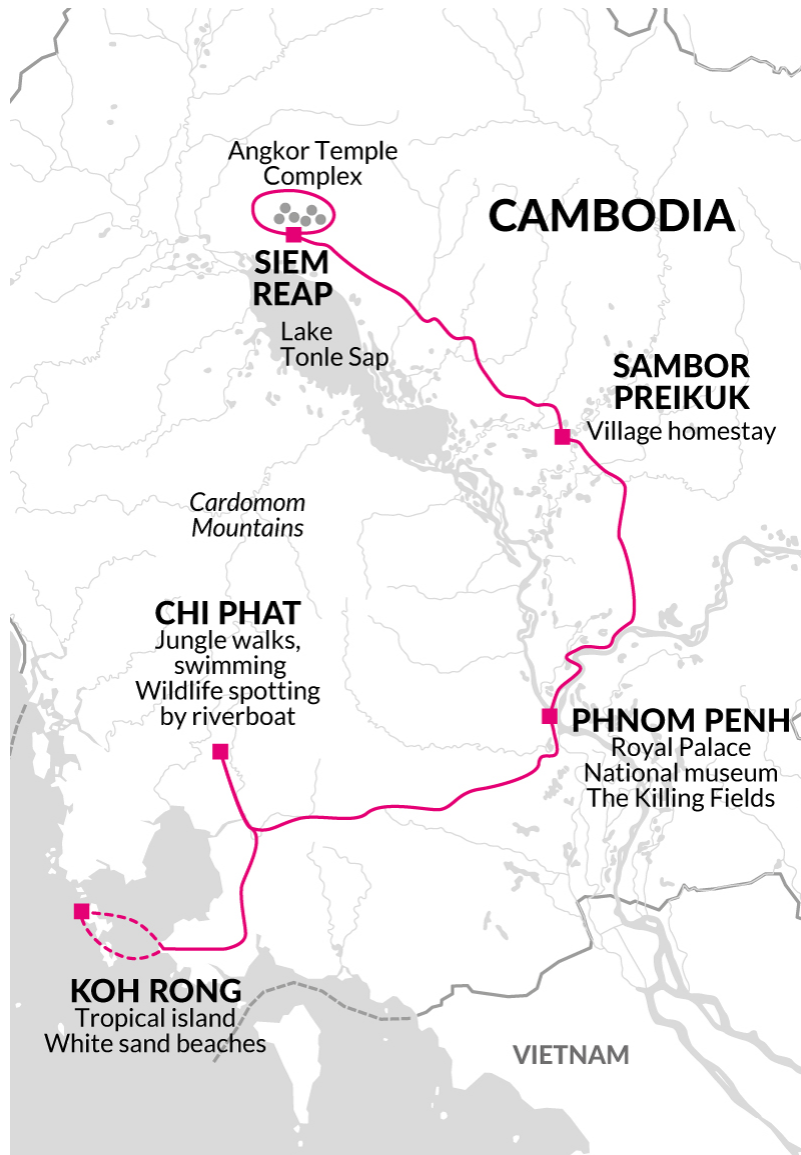 Angkor Temple
Complex
CAMBODIA
SIEM
REAP
Lake
Tonle Sap
SAMBOR
PREIKUK
Village homestay
Cardomom
Mountains
CHI PHAT
Jungle walks,
swimming
Wildlife spotting
by riverboat
PHNOM PENH
Royal Palace
National museum
The Killing Fields
KOH RONG
Tropical island
White sand beaches
VIETNAM